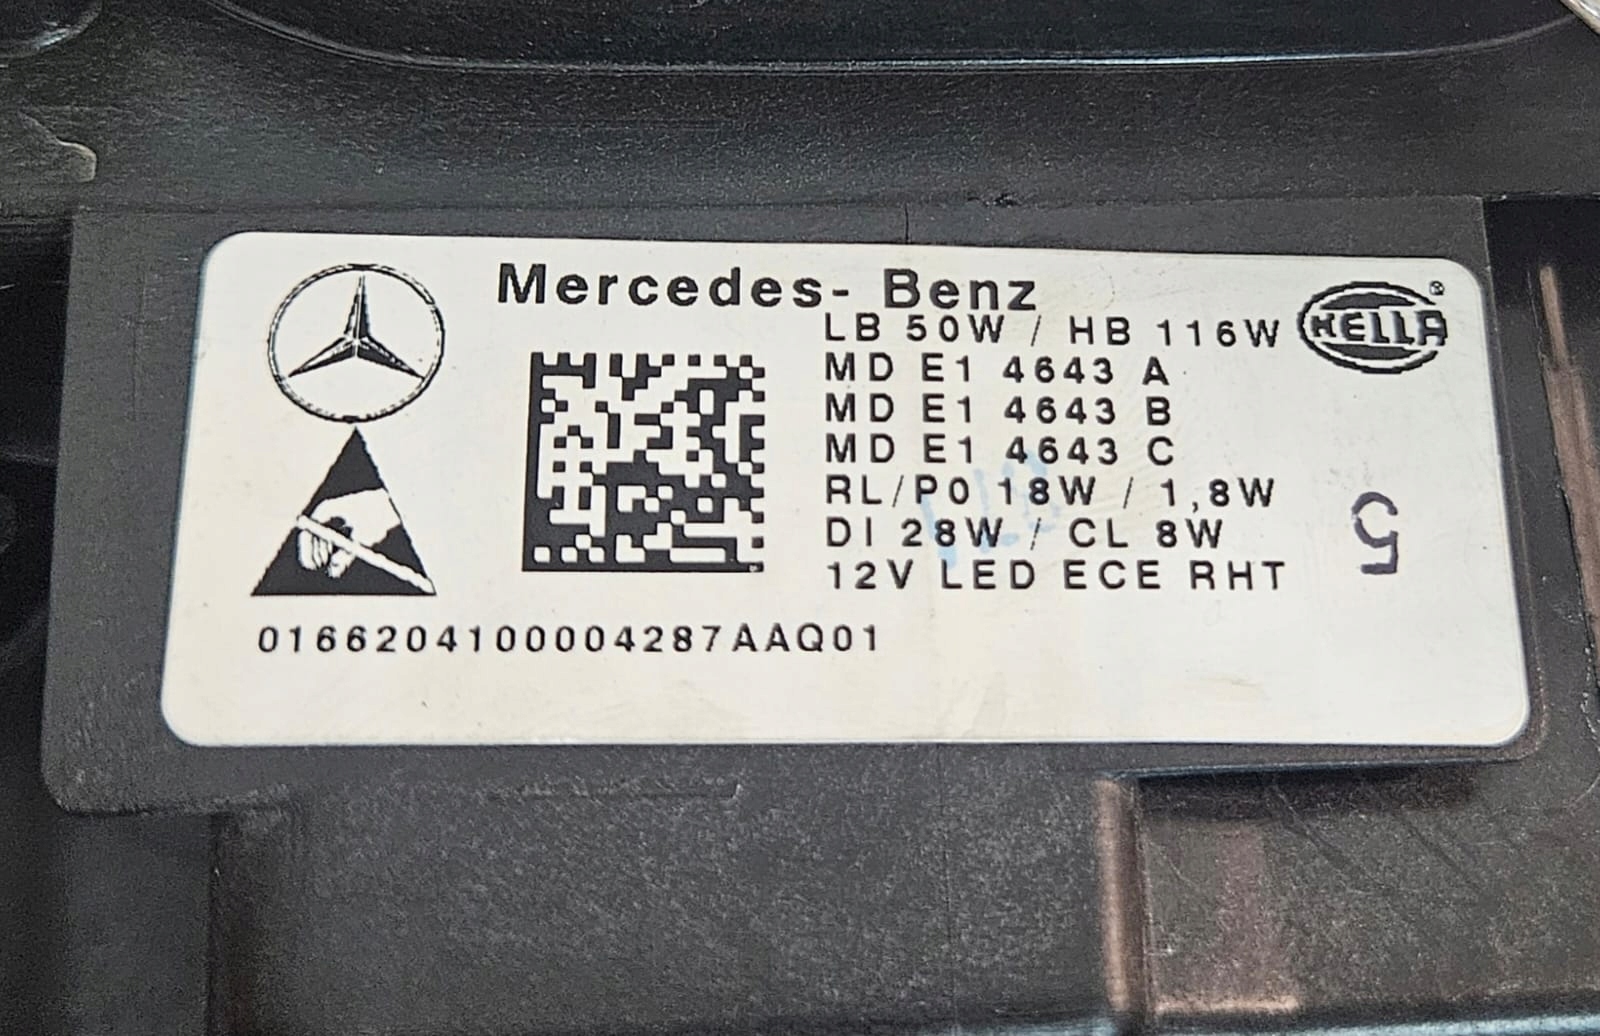 Mercedes- Benz
HELLA ®
LB 50W / HB 116W
MD E1 4643 A
MD E1 4643 B
MD E1 4643 C
RL/P0 18W / 1,8W
DI 28W / CL 8W
12V LED ECE RHT
5
0166204100004287AAQ01